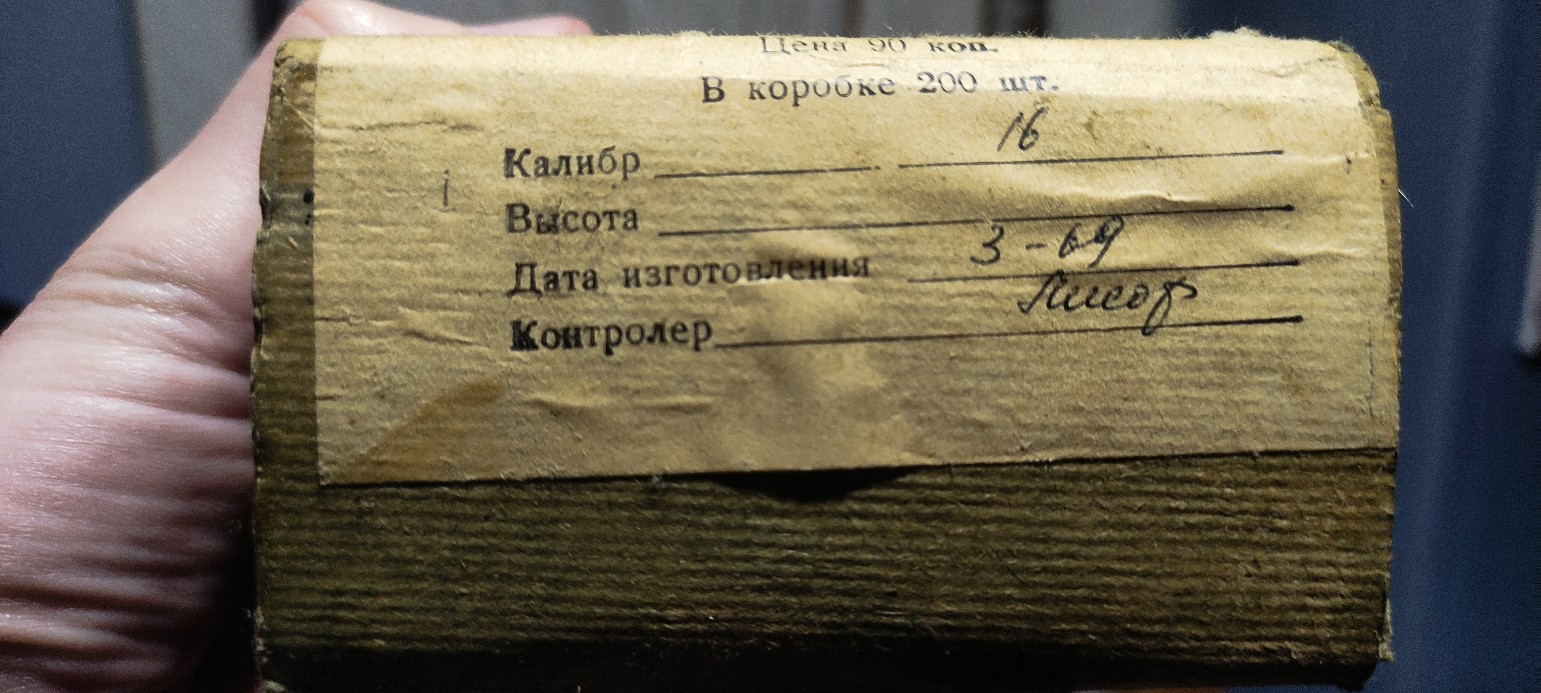 Цена 90 коп.
В коробке 200 шт.
Калибр 16
Высота
Дата изготовления 3-69
Контролер